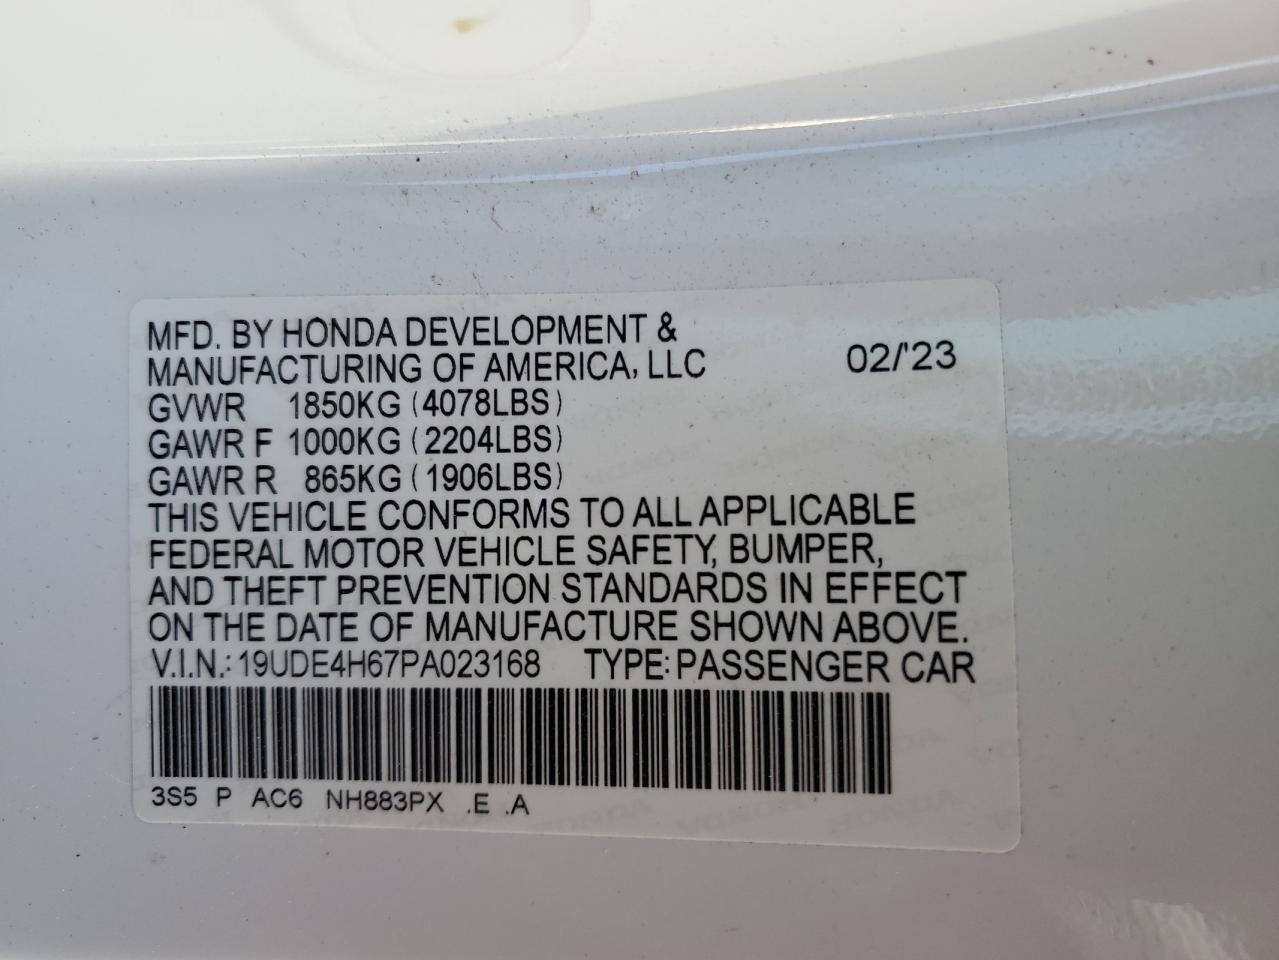 MFD. BY HONDA DEVELOPMENT &
MANUFACTURING OF AMERICA, LLC 02/'23
GVWR 1850KG (4078LBS)
GAWR F 1000KG (2204LBS)
GAWR R 865KG (1906LBS)
THIS VEHICLE CONFORMS TO ALL APPLICABLE
FEDERAL MOTOR VEHICLE SAFETY, BUMPER,
AND THEFT PREVENTION STANDARDS IN EFFECT
ON THE DATE OF MANUFACTURE SHOWN ABOVE.
V.I.N.: 19UDE4H67PA023168 TYPE: PASSENGER CAR
3S5 P AC6 NH883PX .E .A